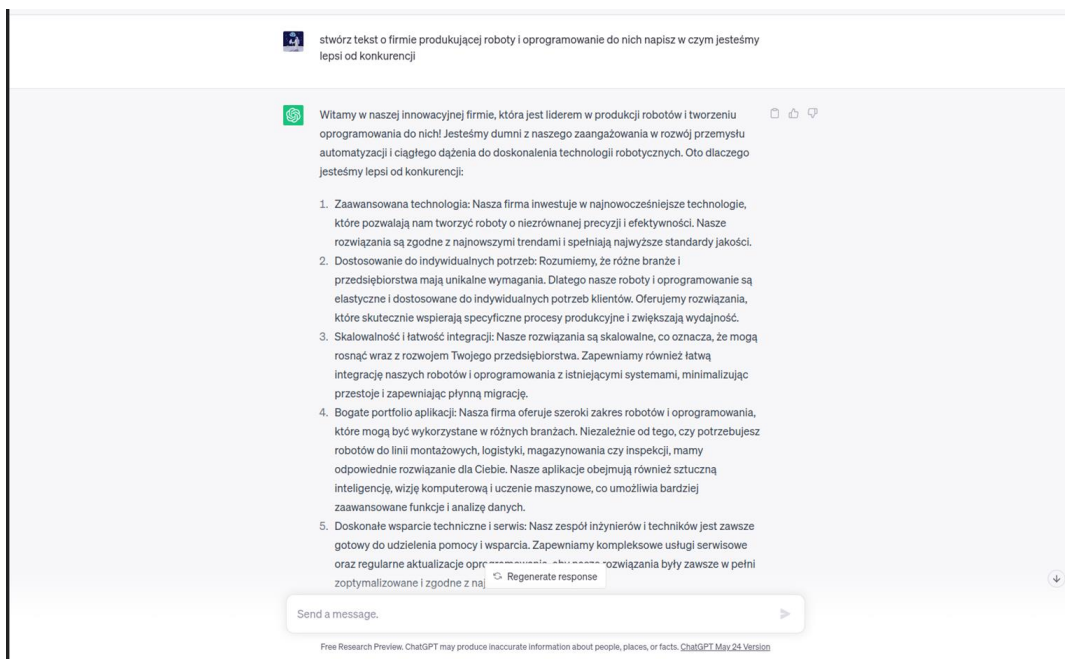 stwórz tekst o firmie produkującej roboty i oprogramowanie do nich napisz w czym jesteśmy
lepsi od konkurencji
Witamy w naszej innowacyjnej firmie, która jest liderem w produkcji robotów i tworzeniu
oprogramowania do nich! Jesteśmy dumni z naszego zaangażowania w rozwój przemysłu
automatyzacji i ciągłego dążenia do doskonalenia technologii robotycznych. Oto dlaczego
jesteśmy lepsi od konkurencji:
1. Zaawansowana technologia: Nasza firma inwestuje w najnowocześniejsze technologie,
które pozwalają nam tworzyć roboty o niezrównanej precyzji i efektywności. Nasze
rozwiązania są zgodne z najnowszymi trendami i spełniają najwyższe standardy jakości.
2. Dostosowanie do indywidualnych potrzeb: Rozumiemy, że różne branże i
przedsiębiorstwa mają unikalne wymagania. Dlatego nasze roboty i oprogramowanie są
elastyczne i dostosowane do indywidualnych potrzeb klientów. Oferujemy rozwiązania,
które skutecznie wspierają specyficzne procesy produkcyjne i zwiększają wydajność.
3. Skalowalność i łatwość integracji: Nasze rozwiązania są skalowalne, co oznacza, że mogą
rosnąć wraz z rozwojem Twojego przedsiębiorstwa. Zapewniamy również łatwą
integrację naszych robotów i oprogramowania z istniejącymi systemami, minimalizując
przestoje i zapewniając płynną migrację.
4. Bogate portfolio aplikacji: Nasza firma oferuje szeroki zakres robotów i oprogramowania,
które mogą być wykorzystane w różnych branżach. Niezależnie od tego, czy potrzebujesz
robotów do linii montażowych, logistyki, magazynowania czy inspekcji, mamy
odpowiednie rozwiązanie dla Ciebie. Nasze aplikacje obejmują również sztuczną
inteligencję, wizję komputerową i uczenie maszynowe, co umożliwia bardziej
zaawansowane funkcje i analizę danych.
5. Doskonałe wsparcie techniczne i serwis: Nasz zespół inżynierów i techników jest zawsze
gotowy do udzielenia pomocy i wsparcia. Zapewniamy kompleksowe usługi serwisowe
oraz regularne aktualizacje rozwiązania były zawsze w pełni
zoptymalizowane i zgodne z
Regenerate response
Send a message.
Free Research Preview. ChatGPT may produce inaccurate information about people, places, or facts. ChatGPT May 24 Version